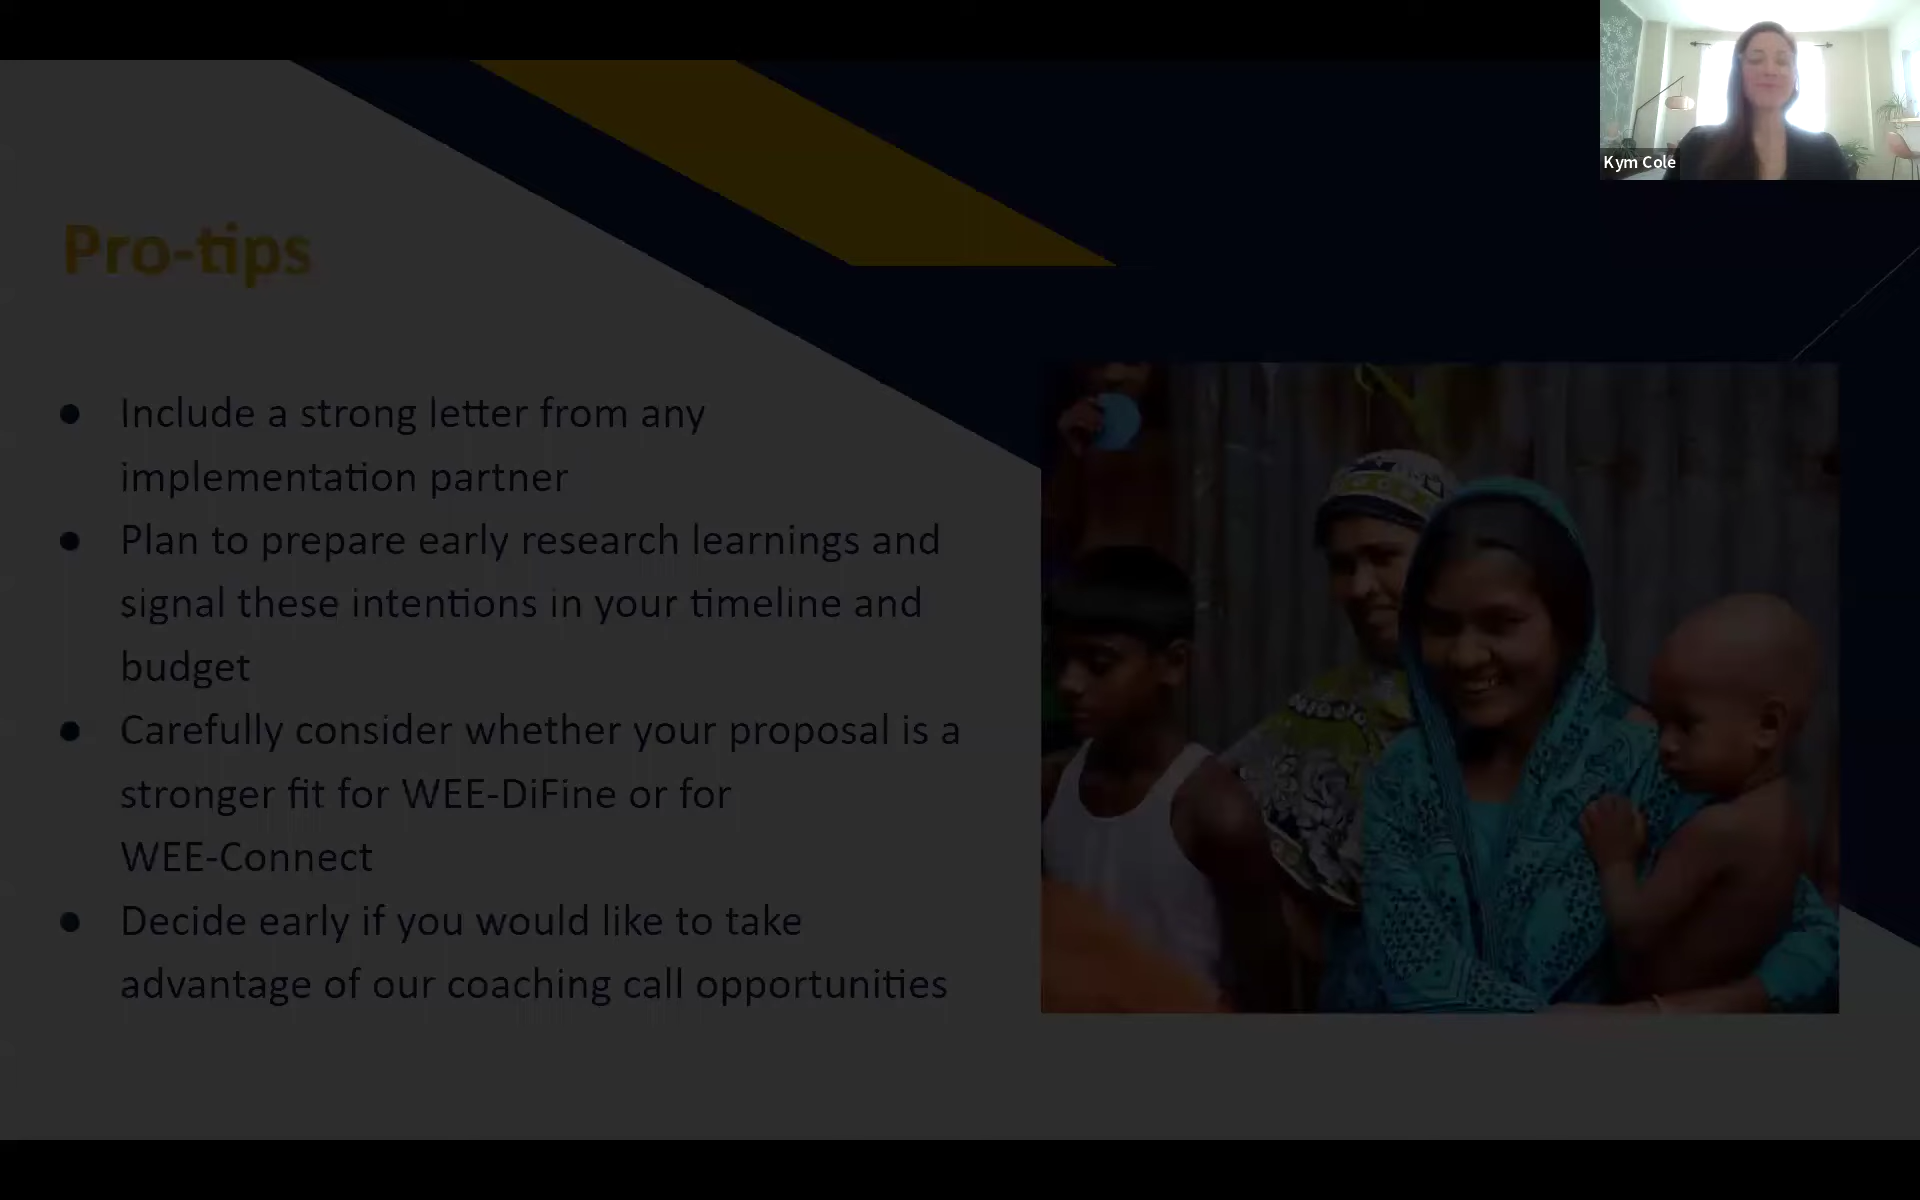 Kym Cole
Pro-tips
● Include a strong letter from any
implementation partner
● Plan to prepare early research learnings and
signal these intentions in your timeline and
budget
● Carefully consider whether your proposal is a
stronger fit for WEE-DiFine or for
WEE-Connect
● Decide early if you would like to take
advantage of our coaching call opportunities